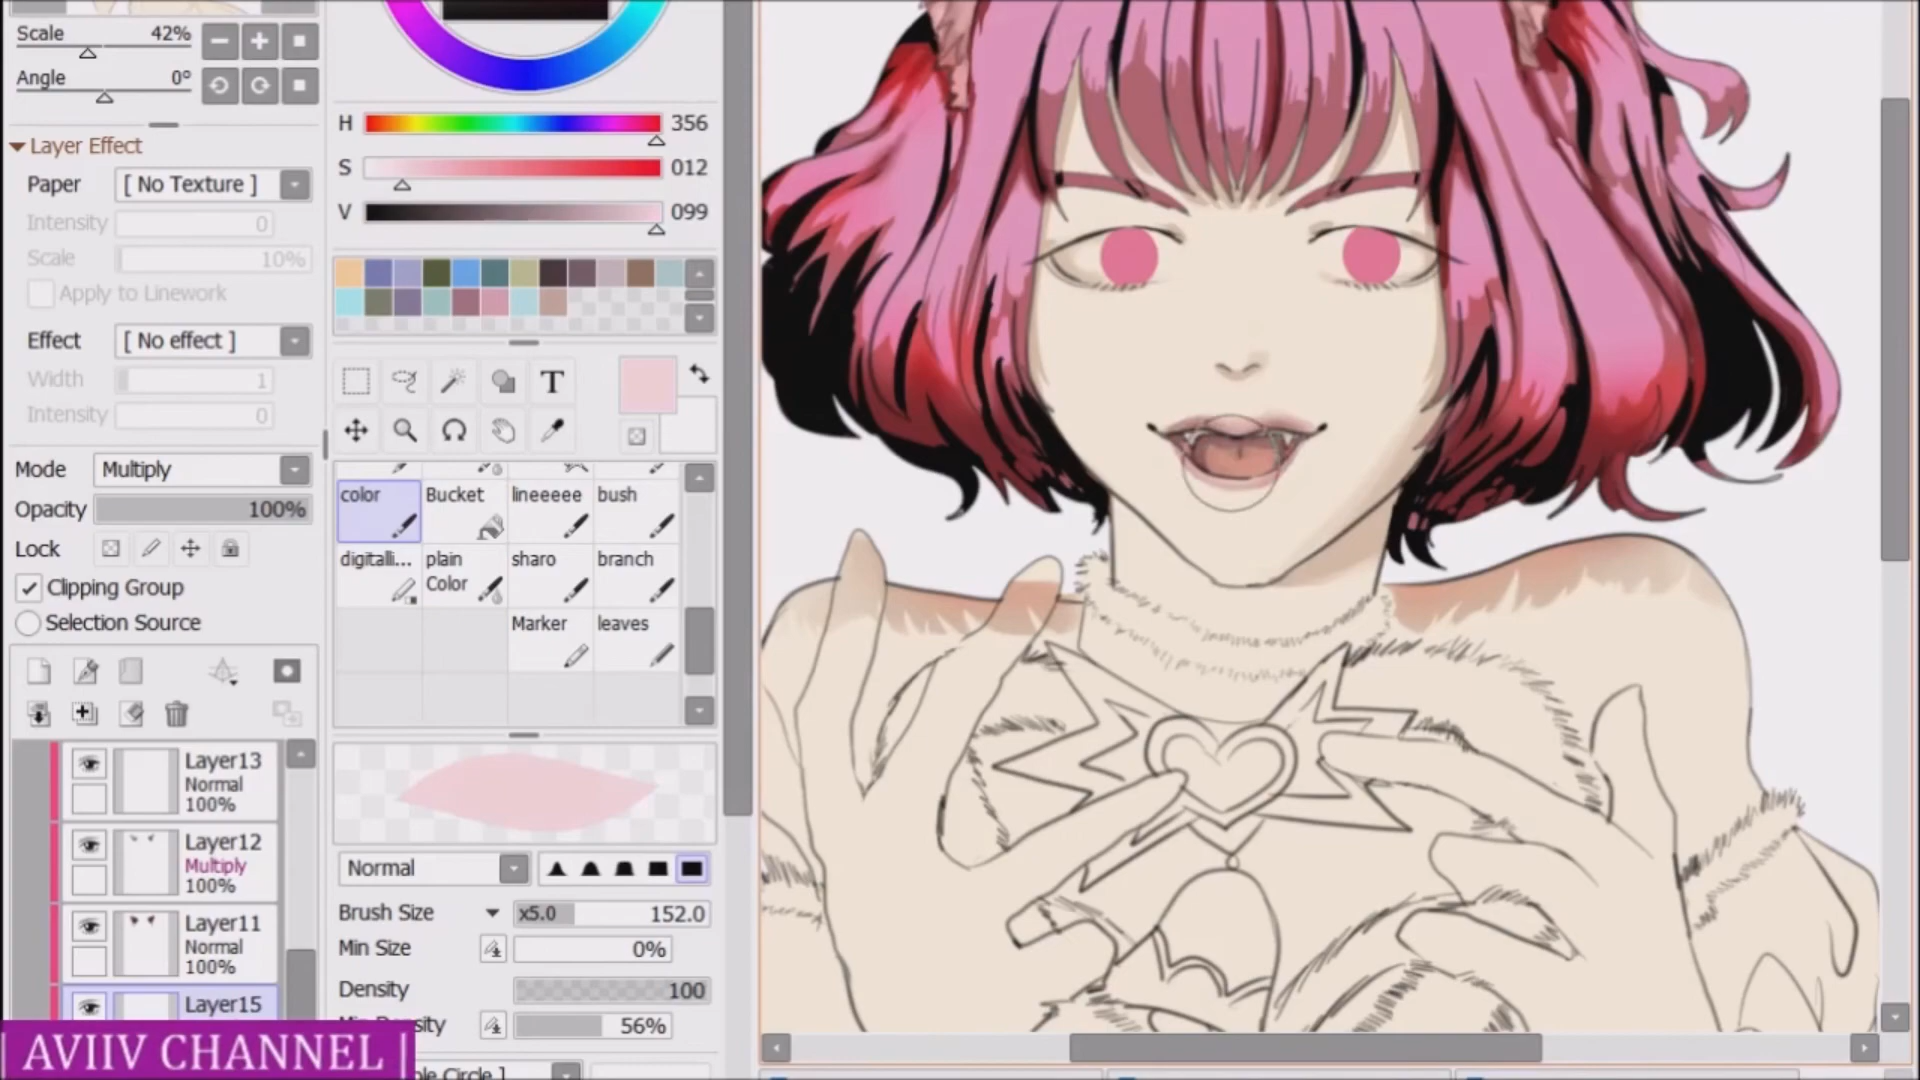 Scale 42%
Angle 0°
Layer Effect
Paper [ No Texture ]
Intensity 0
Scale 10%
Apply to Linework
Effect [ No effect ]
Width 1
Intensity 0
Mode Multiply
Opacity 100%
Lock
Clipping Group
Selection Source
Layer13
Normal
100%
Layer12
Multiply
100%
Layer11
Normal
100%
Layer15
AVIIV CHANNEL
H 356
S 012
V 099
T
color Bucket lineeeee bush
digitalli... plain Color sharo branch
Marker leaves
Normal
Brush Size x5.0 152.0
Min Size 0%
Density 100
56%